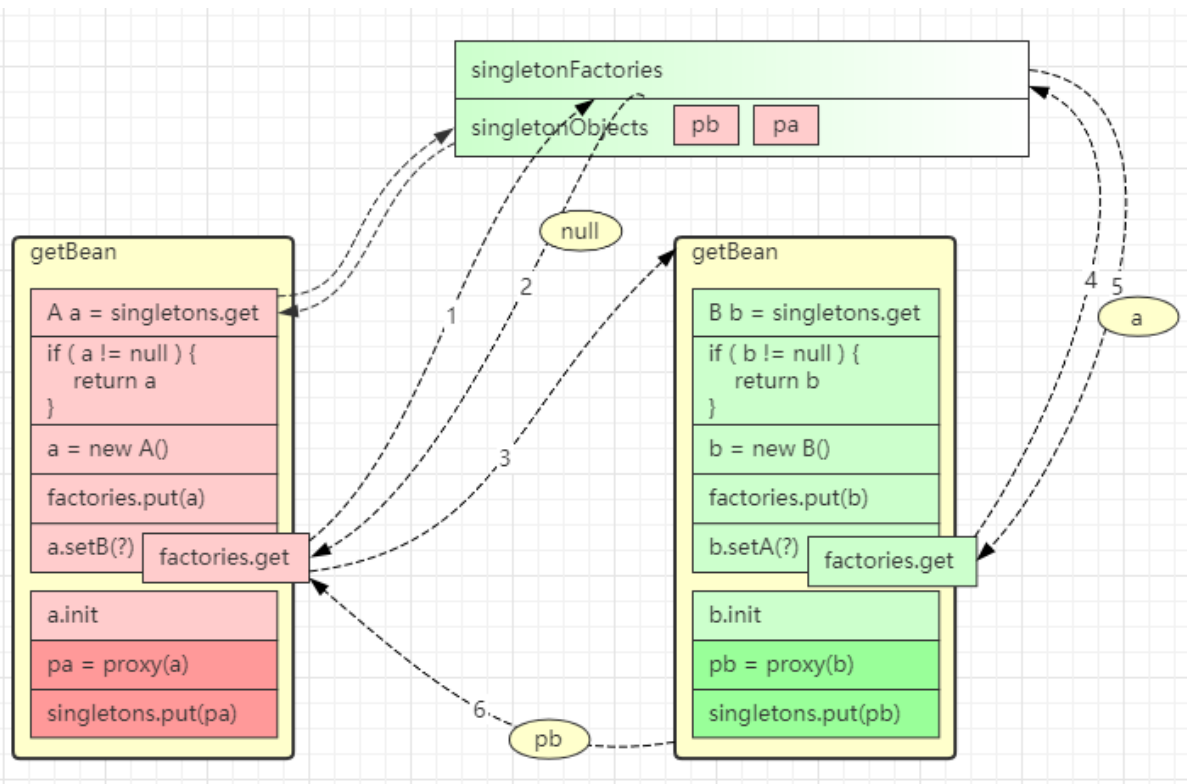 singletonFactories
singletonObjects pb pa
null
getBean
A a = singletons.get
if ( a != null ) {
return a
}
a = new A()
factories.put(a)
a.setB(?)
factories.get
a.init
pa = proxy(a)
singletons.put(pa)
1
2
3
getBean
B b = singletons.get
if ( b != null ) {
return b
}
b = new B()
factories.put(b)
b.setA(?)
factories.get
b.init
pb = proxy(b)
singletons.put(pb)
4
5
a
6
pb